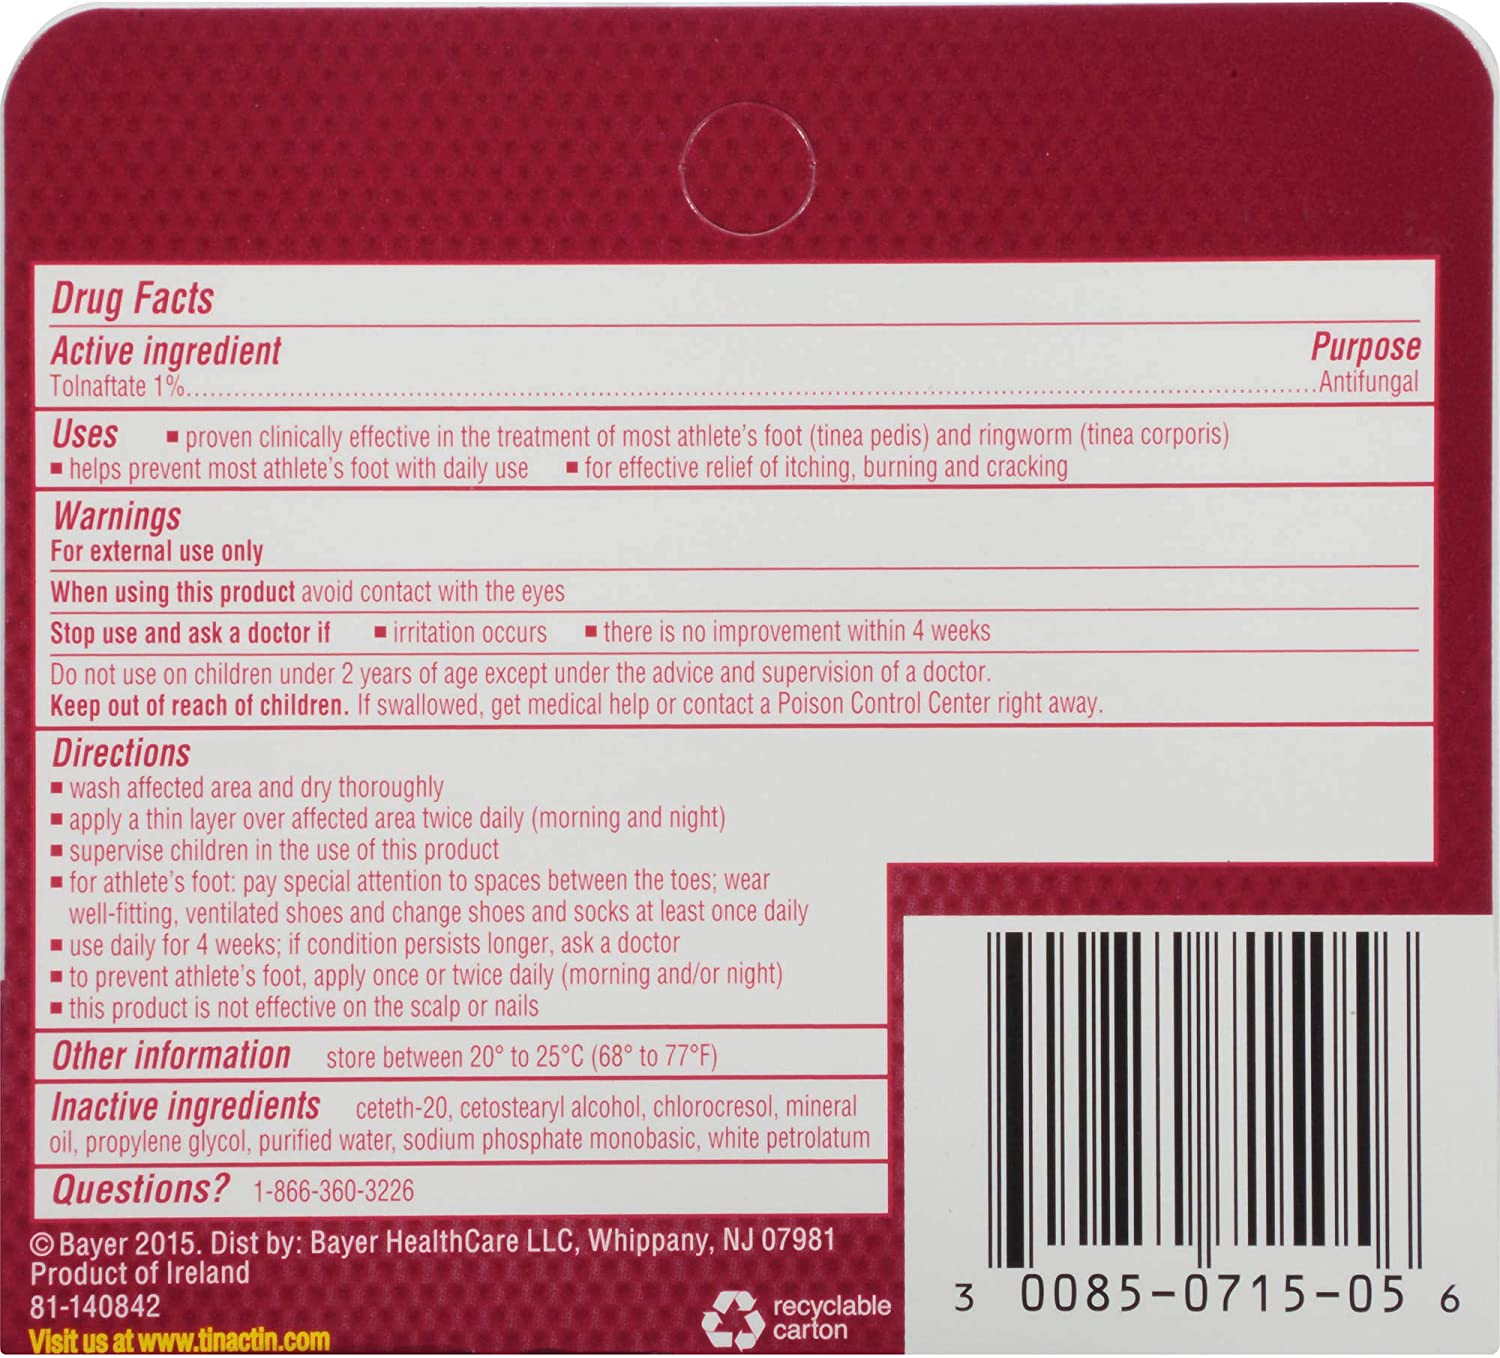 Drug Facts
Active ingredient Purpose
Tolnaftate 1%........................................Antifungal
Uses ▪ proven clinically effective in the treatment of most athlete's foot (tinea pedis) and ringworm (tinea corporis)
▪ helps prevent most athlete's foot with daily use ▪ for effective relief of itching, burning and cracking
Warnings
For external use only
When using this product avoid contact with the eyes
Stop use and ask a doctor if ▪ irritation occurs ▪ there is no improvement within 4 weeks
Do not use on children under 2 years of age except under the advice and supervision of a doctor.
Keep out of reach of children. If swallowed, get medical help or contact a Poison Control Center right away.
Directions
▪ wash affected area and dry thoroughly
▪ apply a thin layer over affected area twice daily (morning and night)
▪ supervise children in the use of this product
▪ for athlete's foot: pay special attention to spaces between the toes; wear
well-fitting, ventilated shoes and change shoes and socks at least once daily
▪ use daily for 4 weeks; if condition persists longer, ask a doctor
▪ to prevent athlete's foot, apply once or twice daily (morning and/or night)
▪ this product is not effective on the scalp or nails
Other information store between 20° to 25°C (68° to 77°F)
Inactive ingredients ceteth-20, cetostearyl alcohol, chlorocresol, mineral
oil, propylene glycol, purified water, sodium phosphate monobasic, white petrolatum
Questions? 1-866-360-3226
© Bayer 2015. Dist by: Bayer HealthCare LLC, Whippany, NJ 07981
Product of Ireland
81-140842
Visit us at www.tinactin.com
recyclable
carton
3 0085-0715-05 6